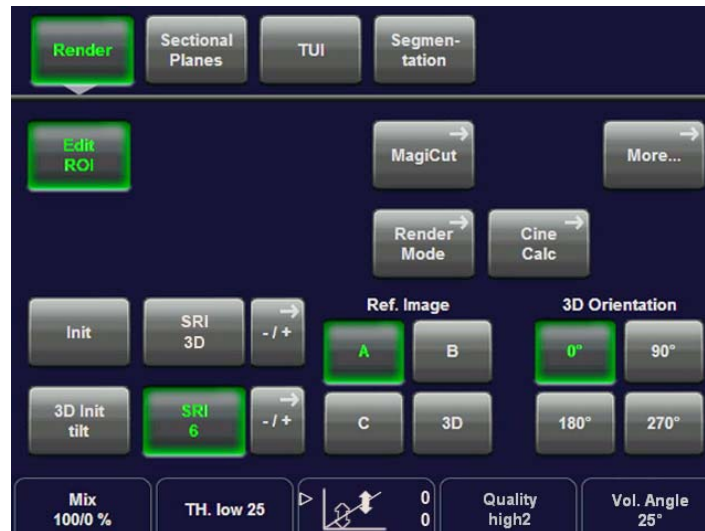 Render
Sectional
Planes
TUI
Segmen-
tation
Edit
ROI
MagiCut
More...
Render
Mode
Cine
Calc
Ref. Image
3D Orientation
Init
SRI
3D
- / +
A
B
0°
90°
3D Init
tilt
SRI
6
- / +
C
3D
180°
270°
Mix
100/0 %
TH. low 25
0
0
Quality
high2
Vol. Angle
25°